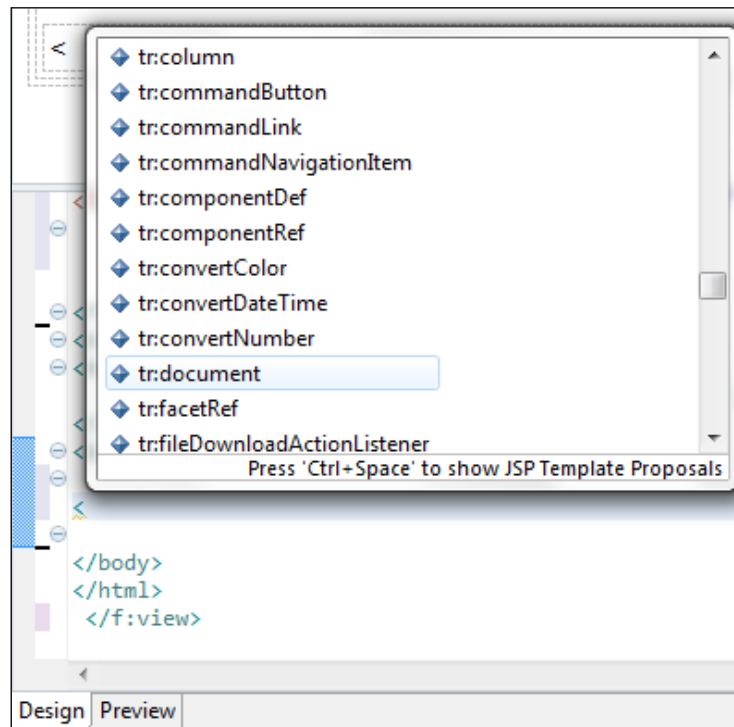 <
tr:column
tr:commandButton
tr:commandLink
tr:commandNavigationItem
tr:componentDef
tr:componentRef
tr:convertColor
tr:convertDateTime
tr:convertNumber
tr:document
tr:facetRef
tr:fileDownloadActionListener
Press 'Ctrl+Space' to show JSP Template Proposals
<
<
<
<
<
<
<
</body>
</html>
</f:view>
Design Preview